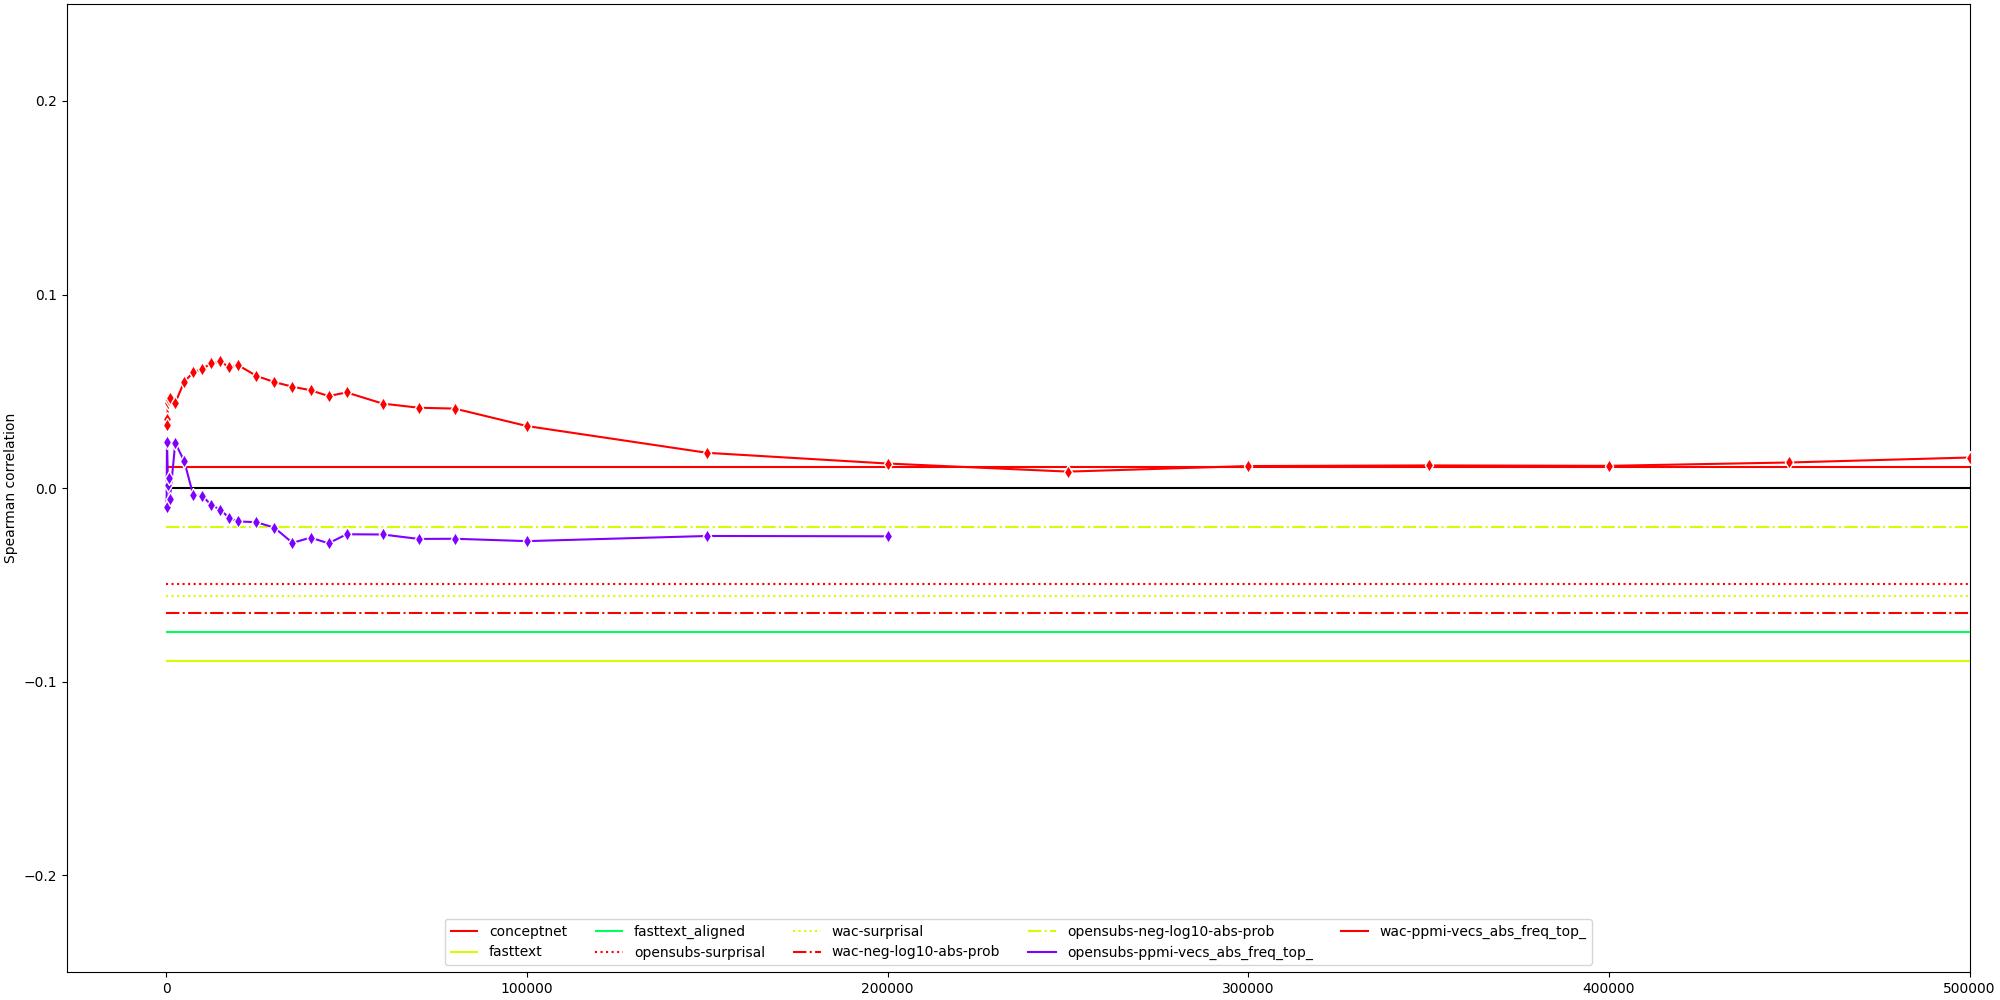 0.2
0.1
0.0
−0.1
−0.2
Spearman correlation
conceptnet fasttext_aligned wac-surprisal opensubs-neg-log10-abs-prob wac-ppmi-vecs_abs_freq_top_
fasttext opensubs-surprisal wac-neg-log10-abs-prob opensubs-ppmi-vecs_abs_freq_top_
0 100000 200000 300000 400000 500000